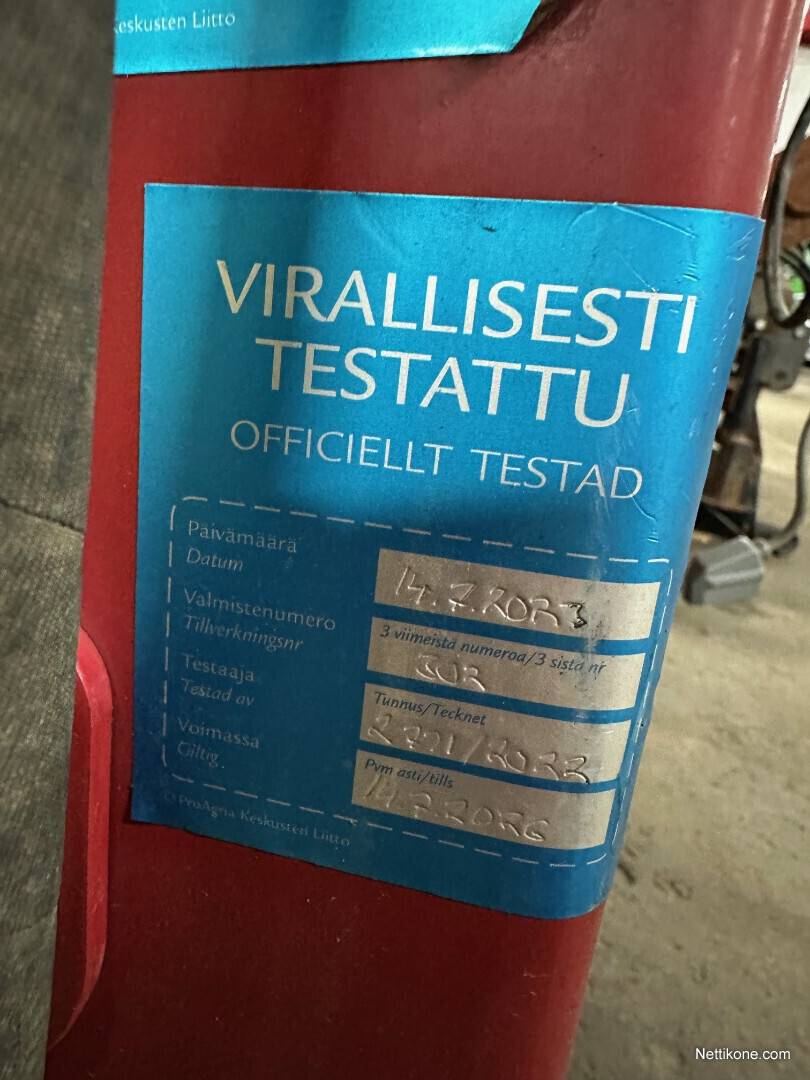 Keskusten Liitto
VIRALLISESTI
TESTATTU
OFFICIELLT TESTAD
Päivämäärä
Datum
14.7.2023
Valmistenumero
Tillverkningsnr
3 viimeistä numeroa/3 sista nr
Testaaja
Testad av
Tunnus/Tecknet
Voimassa
Giltig
Pvm asti/tills
14.7.2026
© ProAgria Keskusten Liitto
Nettikone.com